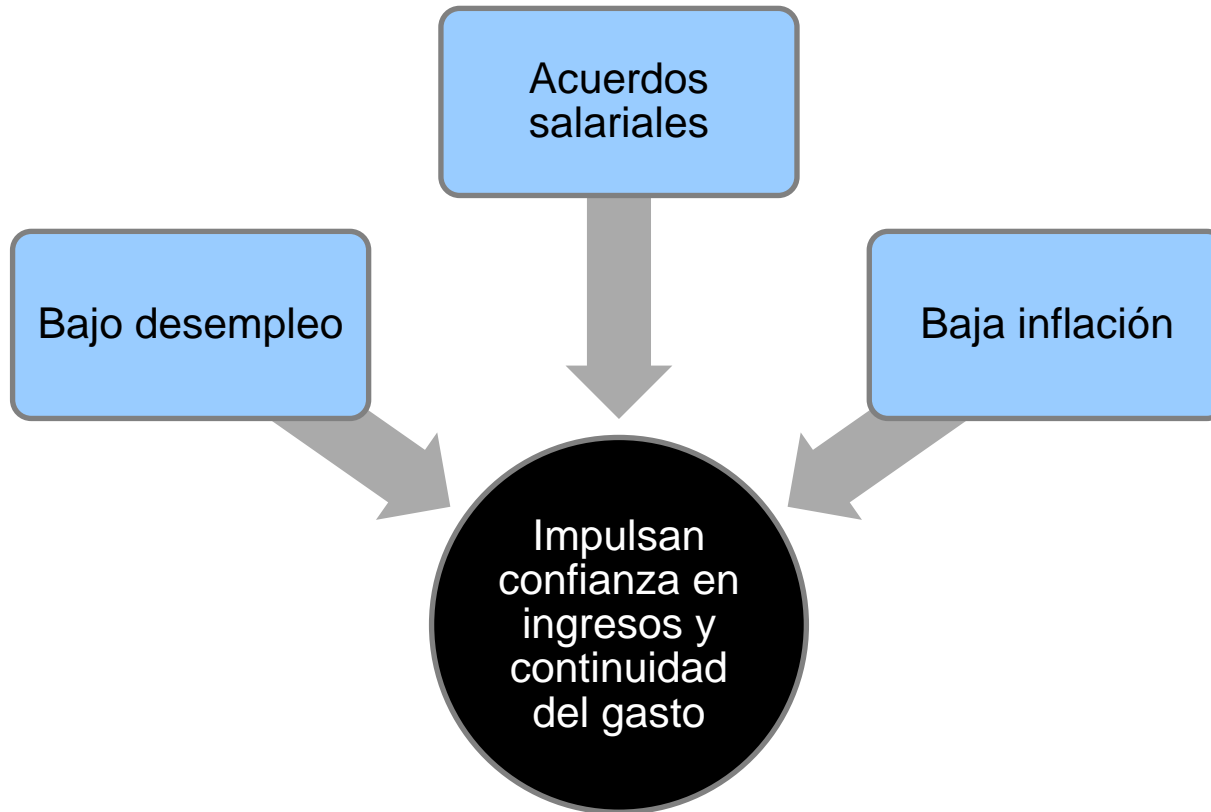 Acuerdos
salariales
Bajo desempleo
Baja inflación
Impulsan
confianza en
ingresos y
continuidad
del gasto